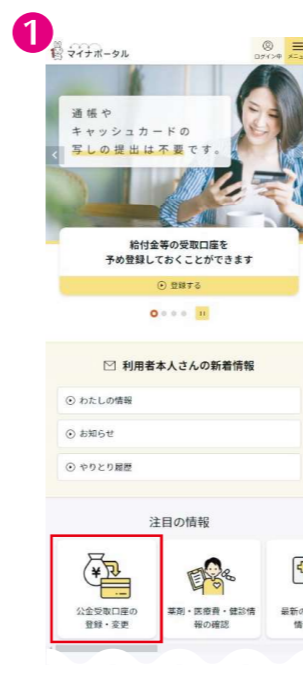 1
マイナポータル
ログイン中
メニュー
通帳や
キャッシュカードの
写しの提出は不要です。
給付金等の受取口座を
予め登録しておくことができます
登録する
利用者本人さんの新着情報
わたしの情報
お知らせ
やりとり履歴
注目の情報
公金受取口座の
登録・変更
薬剤・医療費・健診情
報の確認
最新の